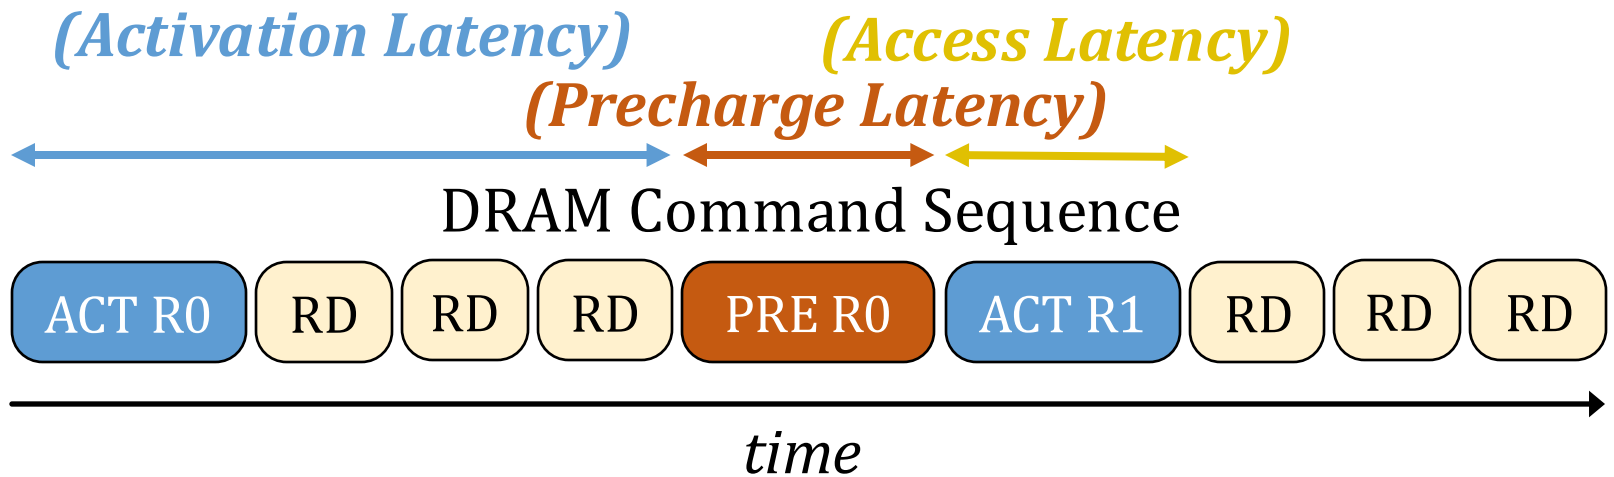 (Activation Latency)
(Access Latency)
(Precharge Latency)
DRAM Command Sequence
ACT R0 RD RD RD PRE R0 ACT R1 RD RD RD
time